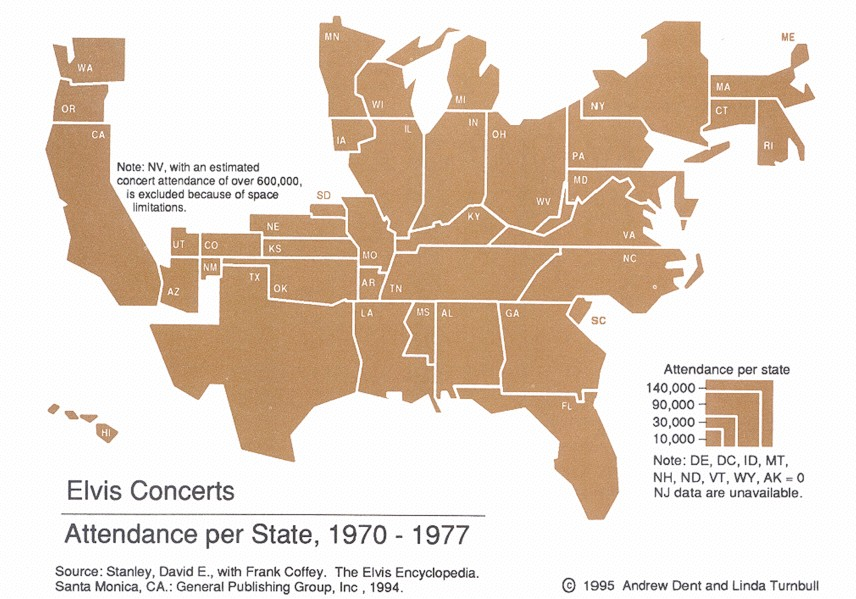 MN
ME
WA
WI
MI
MA
OR
NY
CT
CA
IA
IL
IN
OH
RI
PA
Note: NV, with an estimated
concert attendance of over 600,000,
is excluded because of space
limitations.
MD
SD
WV
KY
NE
VA
UT
CO
KS
MO
NC
NM
TX
OK
AR
TN
AZ
LA
MS
AL
GA
SC
Attendance per state
140,000
90,000
30,000
10,000
FL
HI
Note: DE, DC, ID, MT,
NH, ND, VT, WY, AK = 0
NJ data are unavailable.
Elvis Concerts
Attendance per State, 1970 - 1977
Source: Stanley, David E., with Frank Coffey. The Elvis Encyclopedia.
Santa Monica, CA.: General Publishing Group, Inc , 1994.
© 1995 Andrew Dent and Linda Turnbull